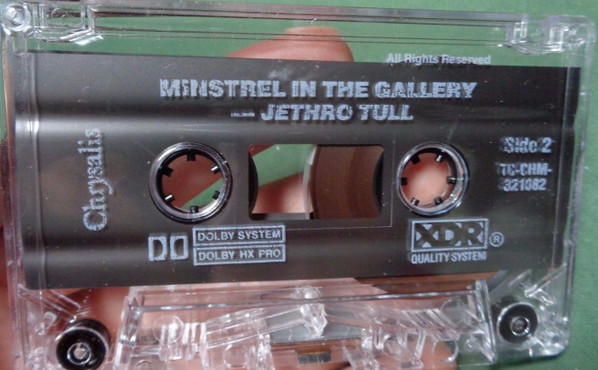 All Rights Reserved
MINSTREL IN THE GALLERY
JETHRO TULL
Side 2
TC-CHM-
321082
Chrysalis
DOLBY SYSTEM
DOLBY HX PRO
XDR ®
QUALITY SYSTEM